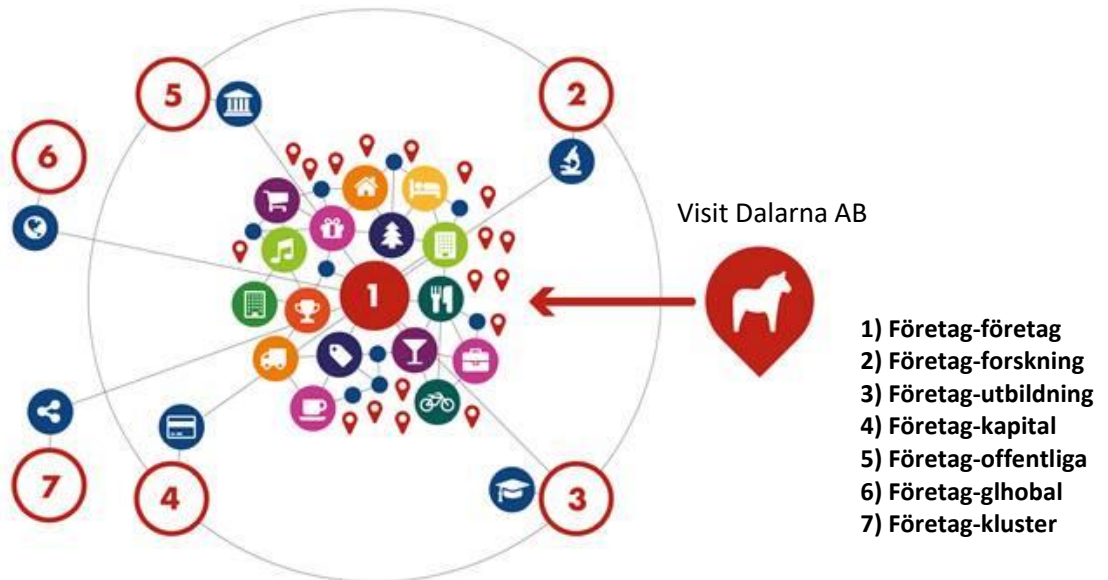 5
2
6
Visit Dalarna AB
1
7
4
3
1) Företag-företag
2) Företag-forskning
3) Företag-utbildning
4) Företag-kapital
5) Företag-offentliga
6) Företag-glhobal
7) Företag-kluster